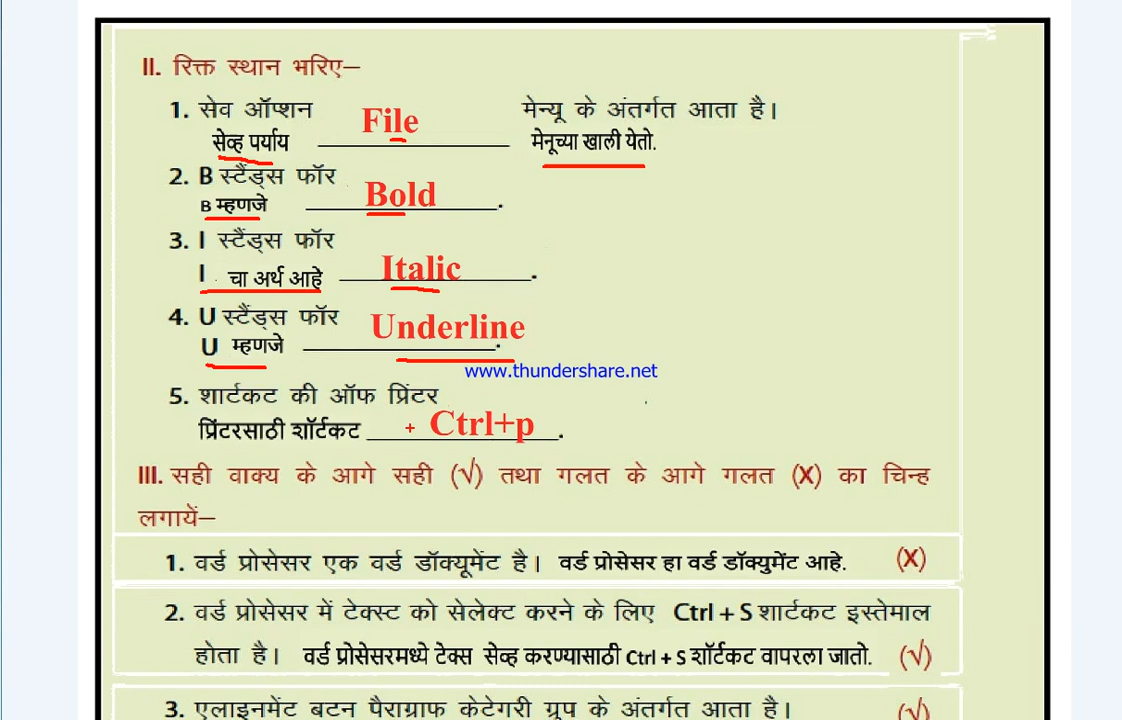 II. रिक्त स्थान भरिए–
1. सेव ऑप्शन File मेन्यू के अंतर्गत आता है।
सेव्ह पर्याय मेनूच्या खाली येतो.
2. B स्टैंड्स फॉर
B म्हणजे Bold.
3. I स्टैंड्स फॉर
I चा अर्थ आहे Italic.
4. U स्टैंड्स फॉर
U म्हणजे Underline.
www.thundershare.net
5. शार्टकट की ऑफ प्रिंटर
प्रिंटरसाठी शॉर्टकट + Ctrl+p.
III. सही वाक्य के आगे सही (√) तथा गलत के आगे गलत (X) का चिन्ह
लगायें–
1. वर्ड प्रोसेसर एक वर्ड डॉक्यूमेंट है। वर्ड प्रोसेसर हा वर्ड डॉक्युमेंट आहे. (X)
2. वर्ड प्रोसेसर में टेक्स्ट को सेलेक्ट करने के लिए Ctrl + S शार्टकट इस्तेमाल
होता है। वर्ड प्रोसेसरमध्ये टेक्स सेव्ह करण्यासाठी Ctrl + S शॉर्टकट वापरला जातो. (√)
3. एलाइनमेंट बटन पैराग्राफ केटेगरी ग्रुप के अंतर्गत आता है। (√)